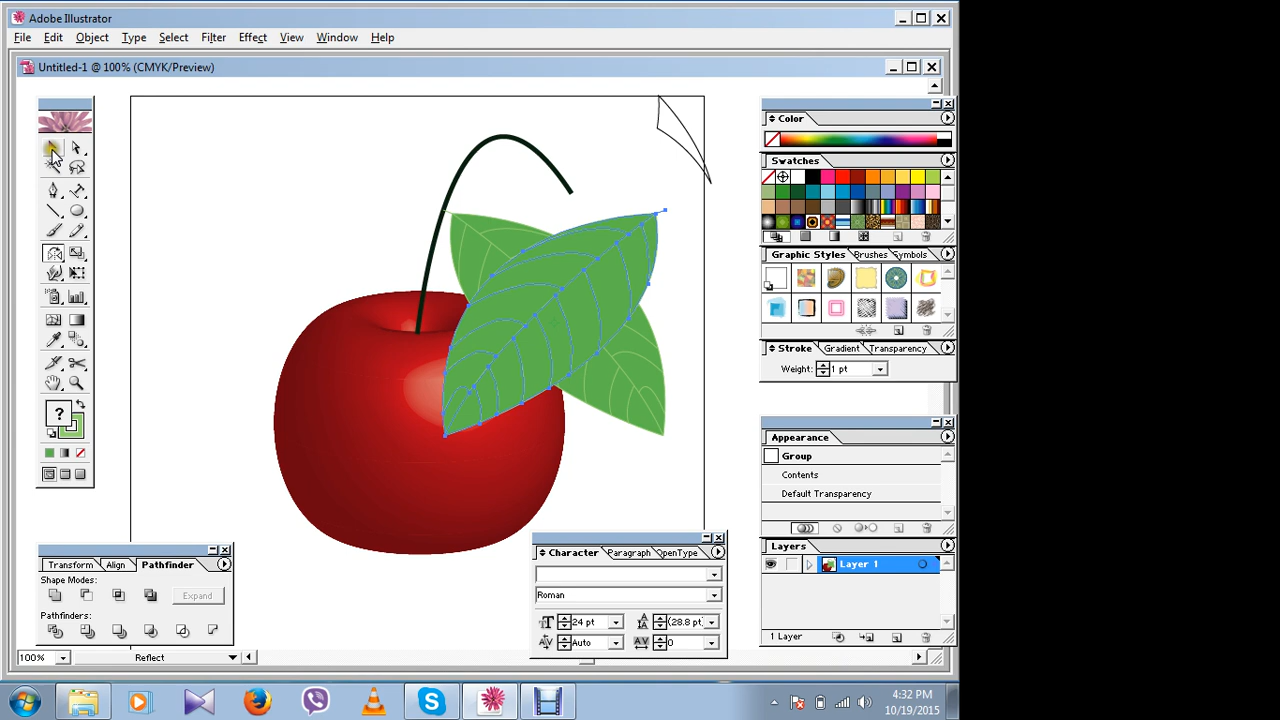 Adobe Illustrator
File Edit Object Type Select Filter Effect View Window Help
Untitled-1 @ 100% (CMYK/Preview)
Color
Swatches
Graphic Styles Brushes Symbols
Stroke Gradient Transparency
Weight: 1 pt
?
Appearance
Group
Contents
Default Transparency
Layers
Layer 1
1 Layer
Transform Align Pathfinder
Shape Modes:
Expand
Pathfinders:
Character Paragraph OpenType
Roman
24 pt (28.8 pt)
Auto 0
100% Reflect
4:32 PM
10/19/2015